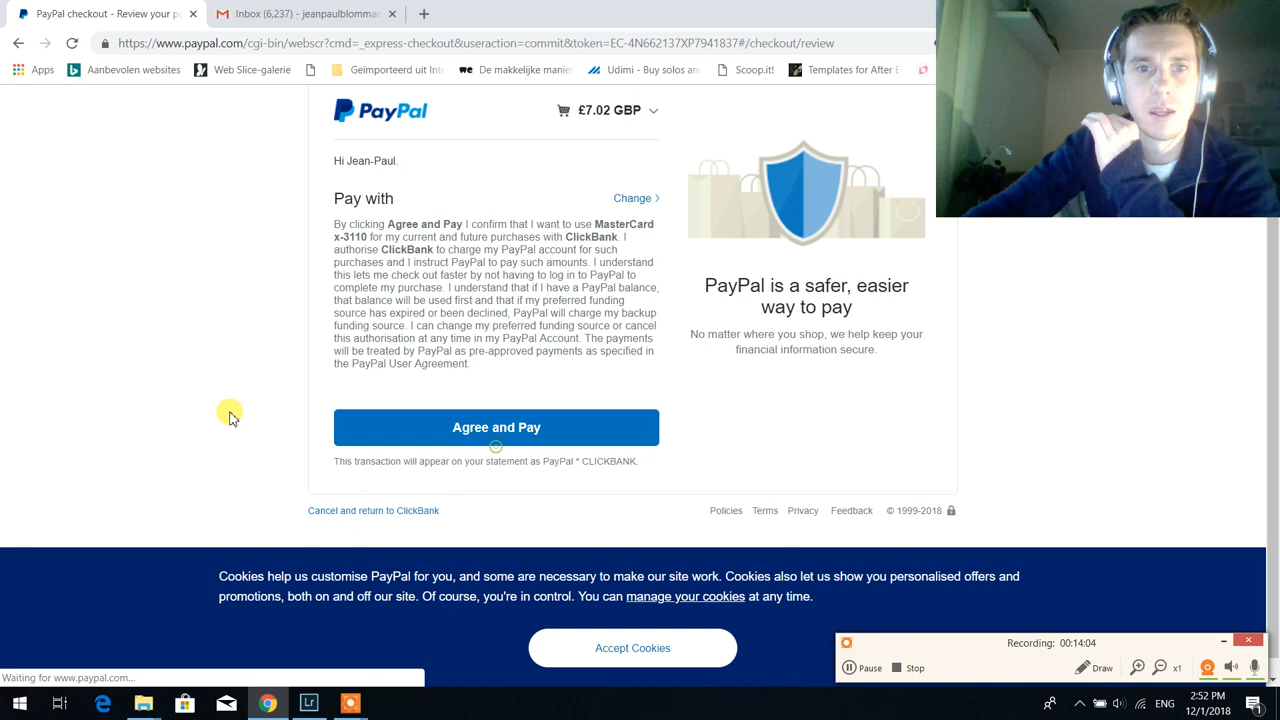 PayPal checkout - Review your pa
Inbox (6,237) - jeanpaulblommae
https://www.paypal.com/cgi-bin/webscr?cmd=_express-checkout&useraction=commit&token=EC-4N662137XP7941837#/checkout/review
Apps
Aanbevolen websites
Web Slice-galerie
Geïmporteerd uit Inte
De makkelijke manie
Udimi - Buy solos an
Scoop.it!
Templates for After E
PayPal
£7.02 GBP
Hi Jean-Paul.
Pay with
Change
By clicking Agree and Pay I confirm that I want to use MasterCard
x-3110 for my current and future purchases with ClickBank. I
authorise ClickBank to charge my PayPal account for such
purchases and I instruct PayPal to pay such amounts. I understand
this lets me check out faster by not having to log in to PayPal to
complete my purchase. I understand that if I have a PayPal balance,
that balance will be used first and that if my preferred funding
source has expired or been declined, PayPal will charge my backup
funding source. I can change my preferred funding source or cancel
this authorisation at any time in my PayPal Account. The payments
will be treated by PayPal as pre-approved payments as specified in
the PayPal User Agreement.
Agree and Pay
This transaction will appear on your statement as PayPal * CLICKBANK.
PayPal is a safer, easier
way to pay
No matter where you shop, we help keep your
financial information secure.
Cancel and return to ClickBank
Policies
Terms
Privacy
Feedback
© 1999-2018
Cookies help us customise PayPal for you, and some are necessary to make our site work. Cookies also let us show you personalised offers and
promotions, both on and off our site. Of course, you're in control. You can manage your cookies at any time.
Accept Cookies
Recording: 00:14:04
Pause
Stop
Draw
x1
Waiting for www.paypal.com...
Lr
ENG
2:52 PM
12/1/2018
1